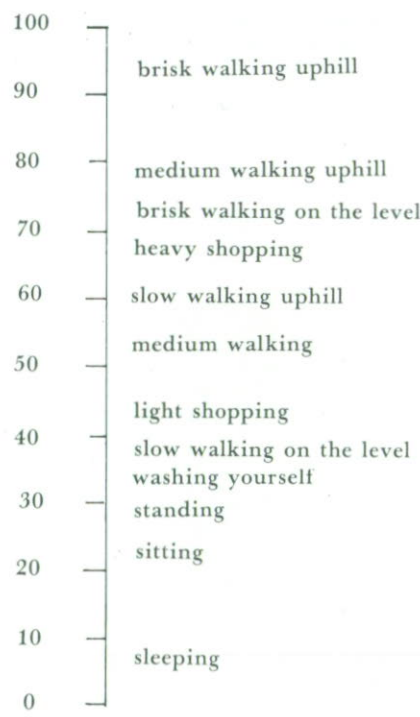 100
brisk walking uphill
90
80
medium walking uphill
brisk walking on the level
70
heavy shopping
60
slow walking uphill
medium walking
50
light shopping
40
slow walking on the level
washing yourself
30
standing
sitting
20
10
sleeping
0